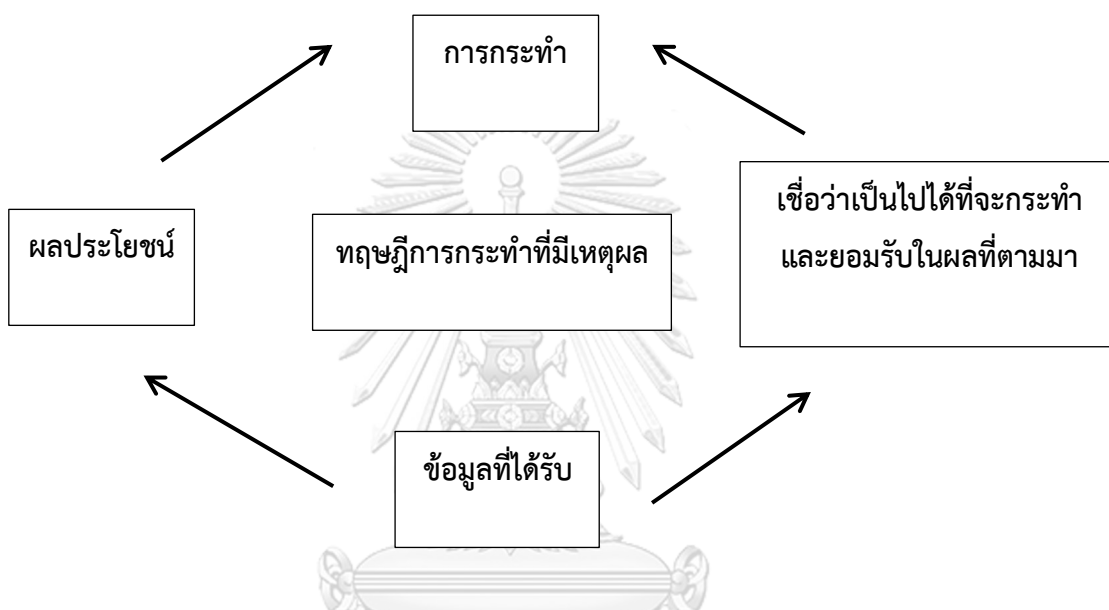 การกระทำ
เชื่อว่าเป็นไปได้ที่จะกระทำ
และยอมรับในผลที่ตามมา
ผลประโยชน์
ทฤษฎีการกระทำที่มีเหตุผล
ข้อมูลที่ได้รับ